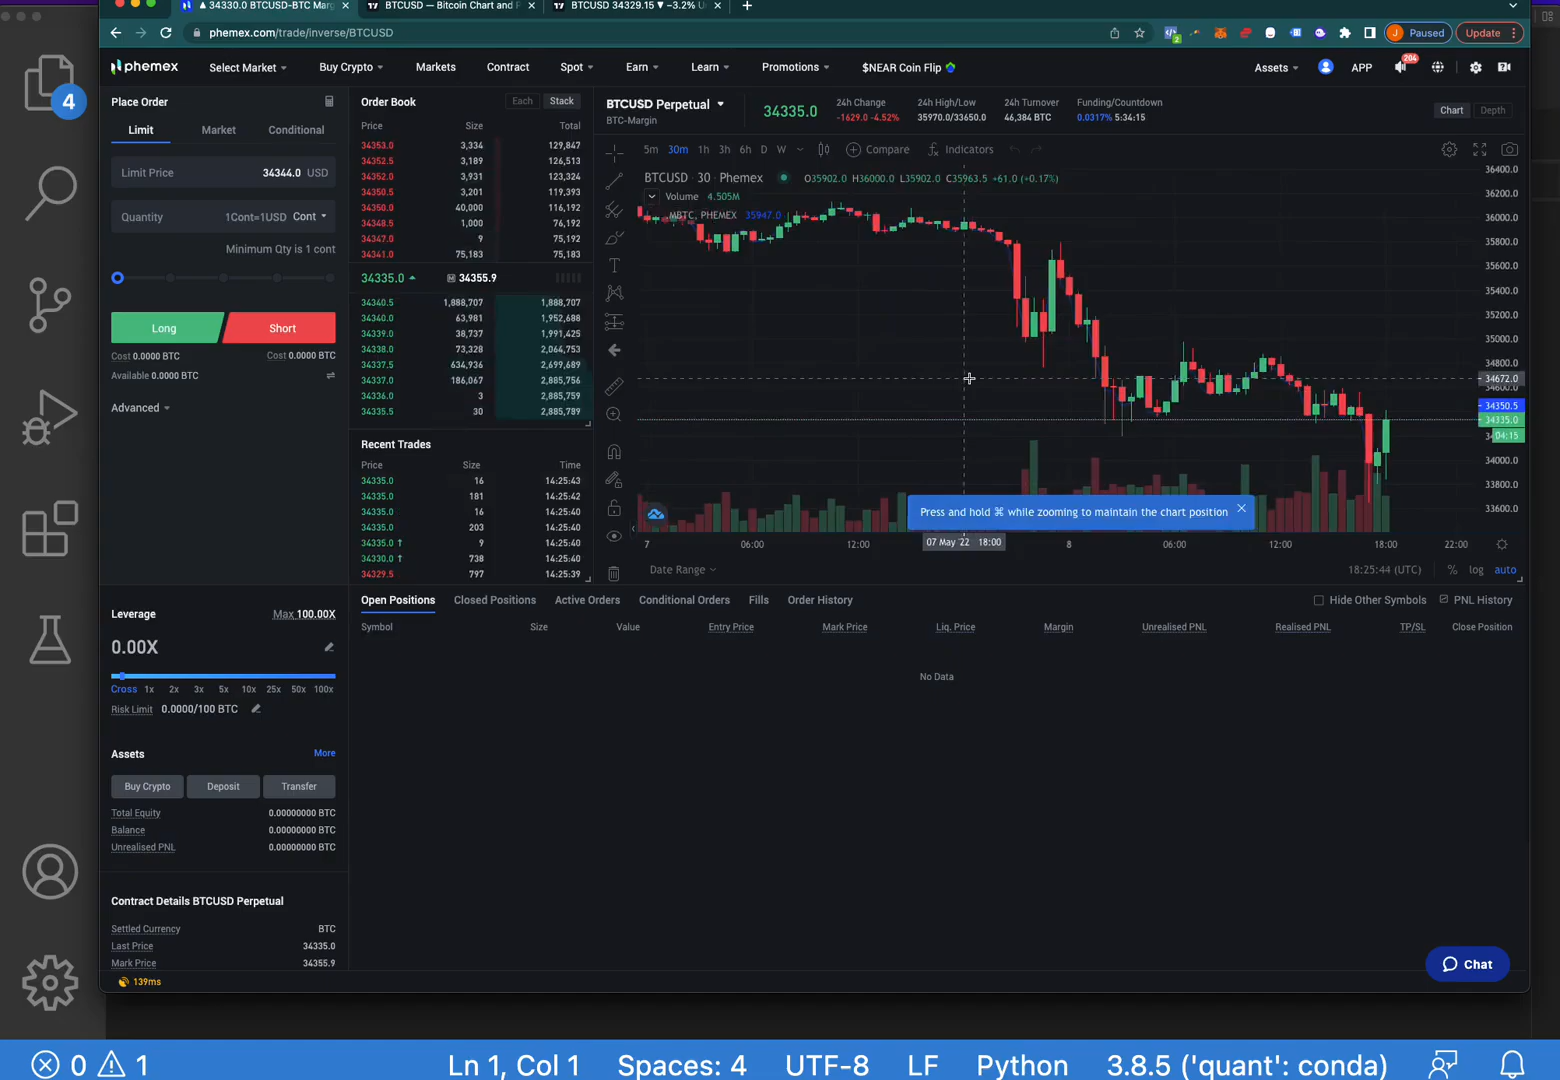 ▲ 34330.0 BTCUSD-BTC Marg
BTCUSD — Bitcoin Chart and P
BTCUSD 34329.15 ▼ −3.2% U
phemex.com/trade/inverse/BTCUSD
2
J Paused
Update
4
phemex
Select Market
Buy Crypto
Markets
Contract
Spot
Earn
Learn
Promotions
$NEAR Coin Flip
Assets
APP
204
Place Order
Limit
Market
Conditional
Limit Price 34344.0 USD
Quantity 1Cont=1USD Cont
Minimum Qty is 1 cont
Long
Short
Cost 0.0000 BTC
Cost 0.0000 BTC
Available 0.0000 BTC
Advanced
Order Book
Each
Stack
Price Size Total
34353.0 3,334 129,847
34352.5 3,189 126,513
34352.0 3,931 123,324
34350.5 3,201 119,393
34350.0 40,000 116,192
34348.5 1,000 76,192
34347.0 9 75,192
34341.0 75,183 75,183
34335.0 M 34355.9
34340.5 1,888,707 1,888,707
34340.0 63,981 1,952,688
34339.0 38,737 1,991,425
34338.0 73,328 2,064,753
34337.5 634,936 2,699,689
34337.0 186,067 2,885,756
34336.0 3 2,885,759
34335.5 30 2,885,789
Recent Trades
Price Size Time
34335.0 16 14:25:43
34335.0 181 14:25:42
34335.0 16 14:25:42
34335.0 203 14:25:40
34335.0 ↑ 9 14:25:40
34330.0 ↑ 738 14:25:40
34329.5 797 14:25:39
BTCUSD Perpetual
BTC-Margin
34335.0
24h Change
-1629.0 -4.52%
24h High/Low
35970.0/33650.0
24h Turnover
46,384 BTC
Funding/Countdown
0.0317% 5:34:15
Chart
Depth
5m 30m 1h 3h 6h D W
Compare
Indicators
BTCUSD · 30 · Phemex
O35902.0 H36000.0 L35902.0 C35963.5 +61.0 (+0.17%)
Volume 4.505M
.MBTC, PHEMEX 35947.0
36400.0
36200.0
36000.0
35800.0
35600.0
35400.0
35200.0
35000.0
34800.0
34672.0
34600.0
34350.5
34335.0
04:15
34000.0
33800.0
33600.0
Press and hold ⌘ while zooming to maintain the chart position
7 06:00 12:00 07 May '22 18:00 8 06:00 12:00 18:00 22:00
Date Range
18:25:44 (UTC)
% log auto
Leverage
Max 100.00X
0.00X
Cross 1x 2x 3x 5x 10x 25x 50x 100x
Risk Limit 0.0000/100 BTC
Assets
More
Buy Crypto
Deposit
Transfer
Total Equity 0.00000000 BTC
Balance 0.00000000 BTC
Unrealised PNL 0.00000000 BTC
Contract Details BTCUSD Perpetual
Settled Currency BTC
Last Price 34335.0
Mark Price 34355.9
139ms
Open Positions
Closed Positions
Active Orders
Conditional Orders
Fills
Order History
Hide Other Symbols
PNL History
Symbol Size Value Entry Price Mark Price Liq. Price Margin Unrealised PNL Realised PNL TP/SL Close Position
No Data
Chat
0 1
Ln 1, Col 1
Spaces: 4
UTF-8
LF
Python
3.8.5 ('quant': conda)